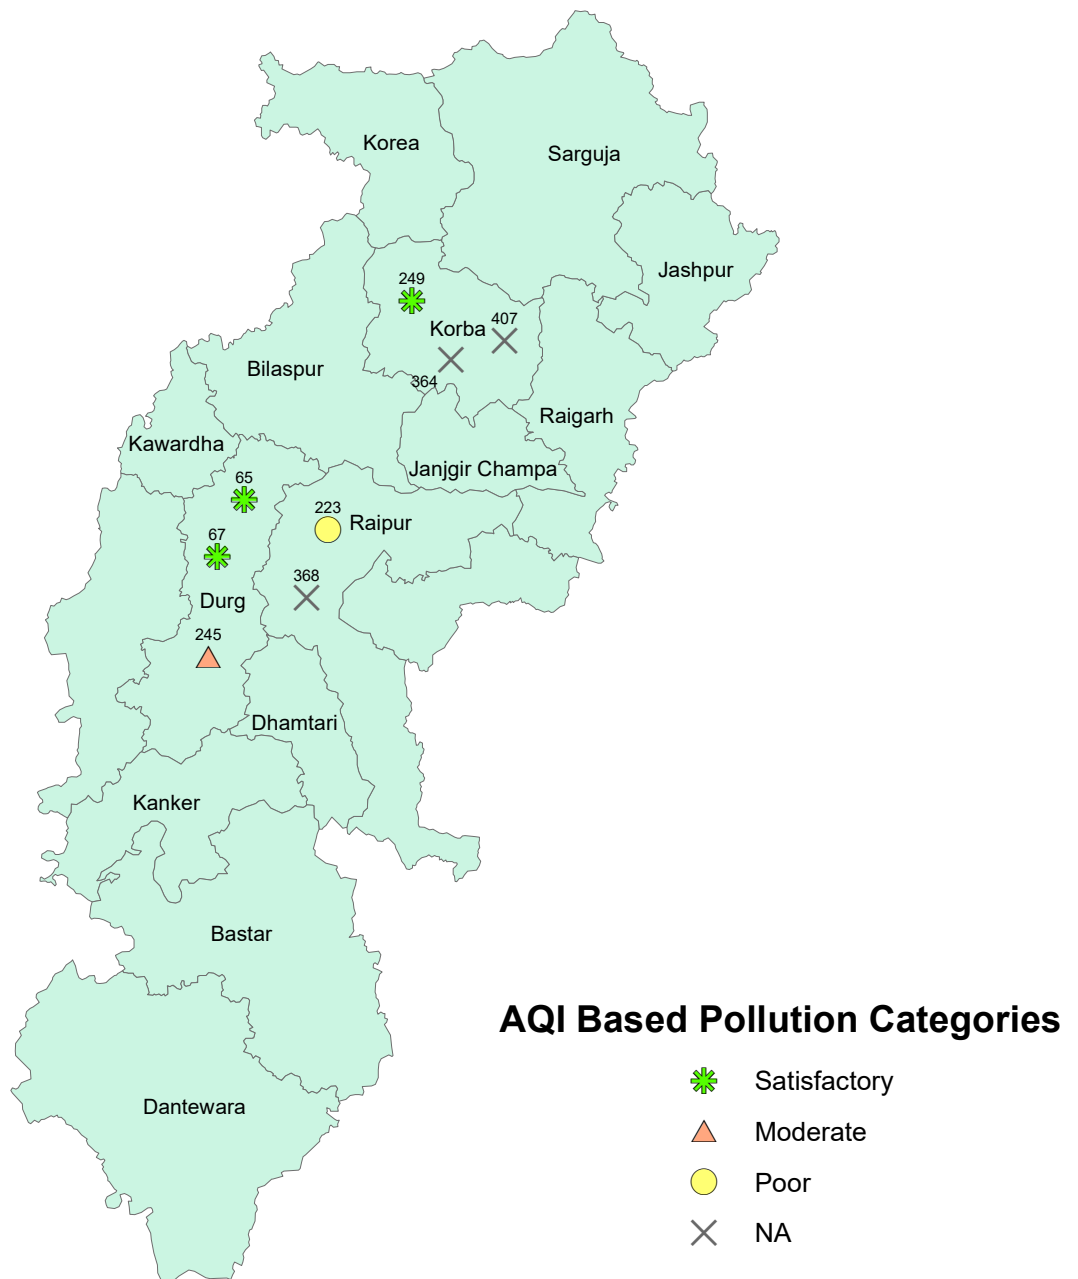 Korea
Sarguja
Jashpur
249
Korba
407
364
Bilaspur
Raigarh
Kawardha
Janjgir Champa
65
223
Raipur
67
368
Durg
245
Dhamtari
Kanker
Bastar
Dantewara
AQI Based Pollution Categories
Satisfactory
Moderate
Poor
NA